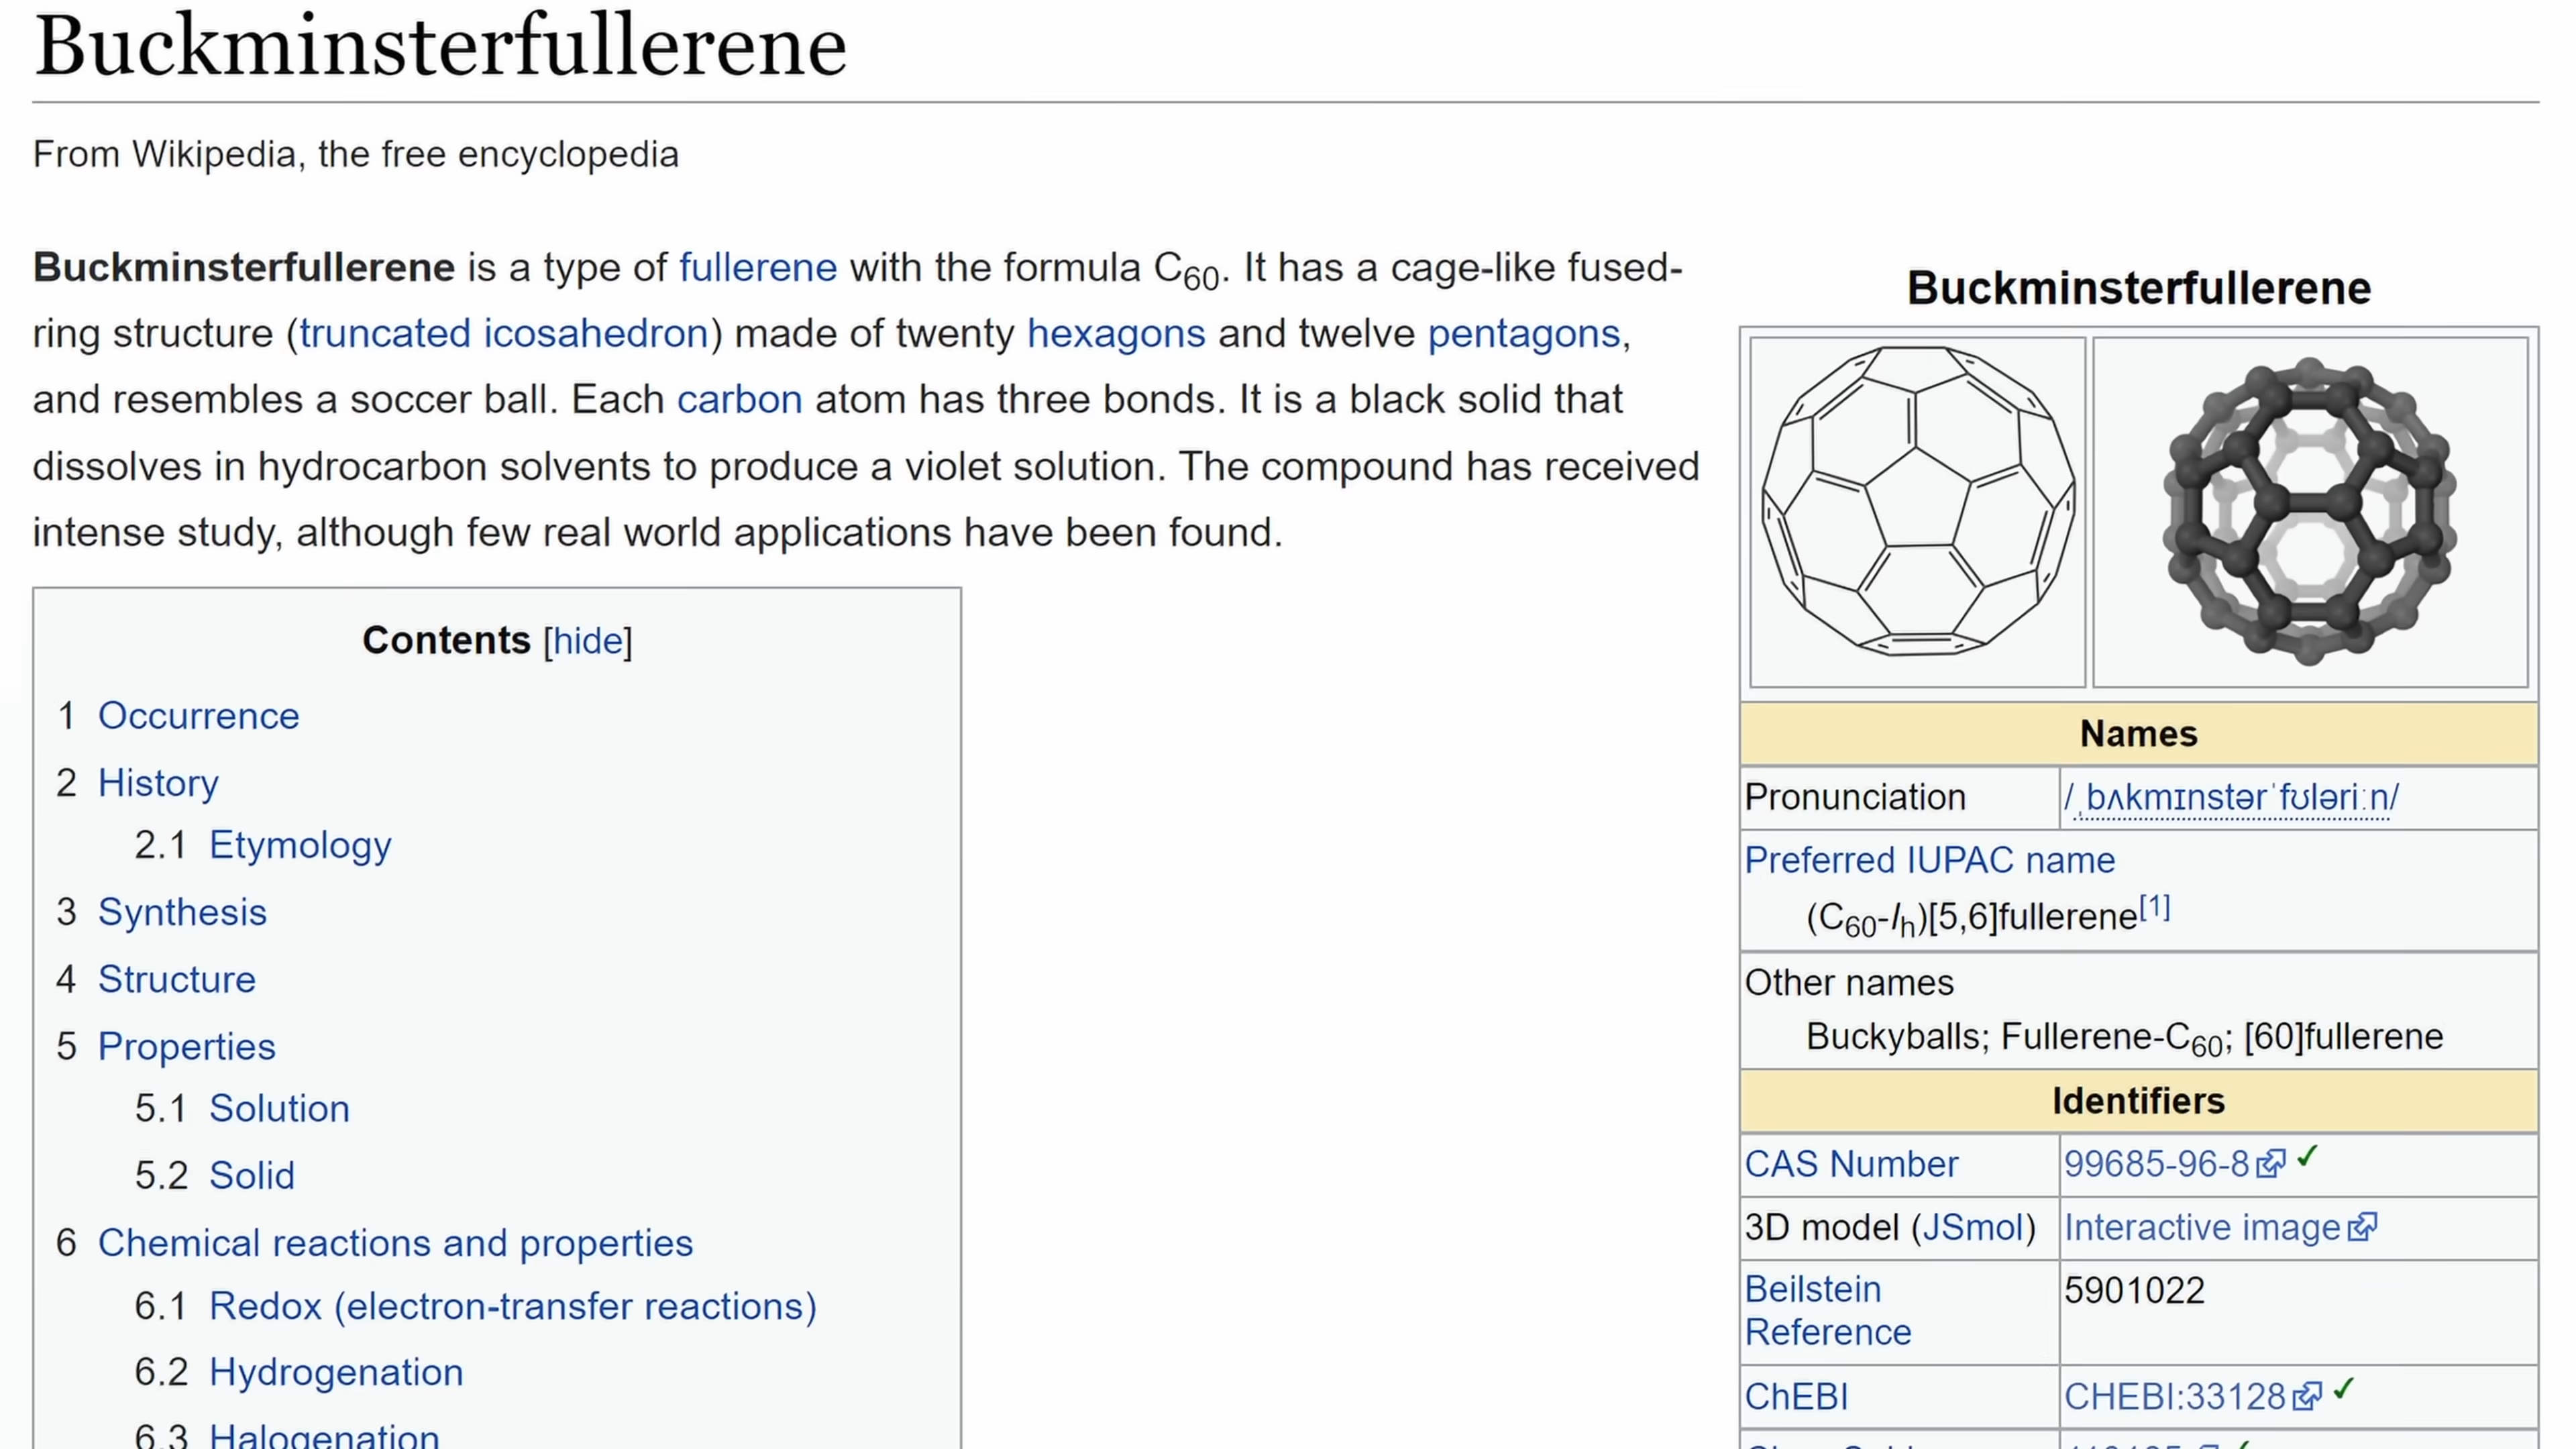 Buckminsterfullerene
From Wikipedia, the free encyclopedia
Buckminsterfullerene is a type of fullerene with the formula C60. It has a cage-like fused-
ring structure (truncated icosahedron) made of twenty hexagons and twelve pentagons,
and resembles a soccer ball. Each carbon atom has three bonds. It is a black solid that
dissolves in hydrocarbon solvents to produce a violet solution. The compound has received
intense study, although few real world applications have been found.
Contents [hide]
1 Occurrence
2 History
2.1 Etymology
3 Synthesis
4 Structure
5 Properties
5.1 Solution
5.2 Solid
6 Chemical reactions and properties
6.1 Redox (electron-transfer reactions)
6.2 Hydrogenation
6.3 Halogenation
Buckminsterfullerene
Names
Pronunciation /ˌbʌkmɪnstərˈfʊləriːn/
Preferred IUPAC name
(C60-Ih)[5,6]fullerene[1]
Other names
Buckyballs; Fullerene-C60; [60]fullerene
Identifiers
CAS Number 99685-96-8 ✓
3D model (JSmol) Interactive image
Beilstein 5901022
Reference
ChEBI CHEBI:33128 ✓